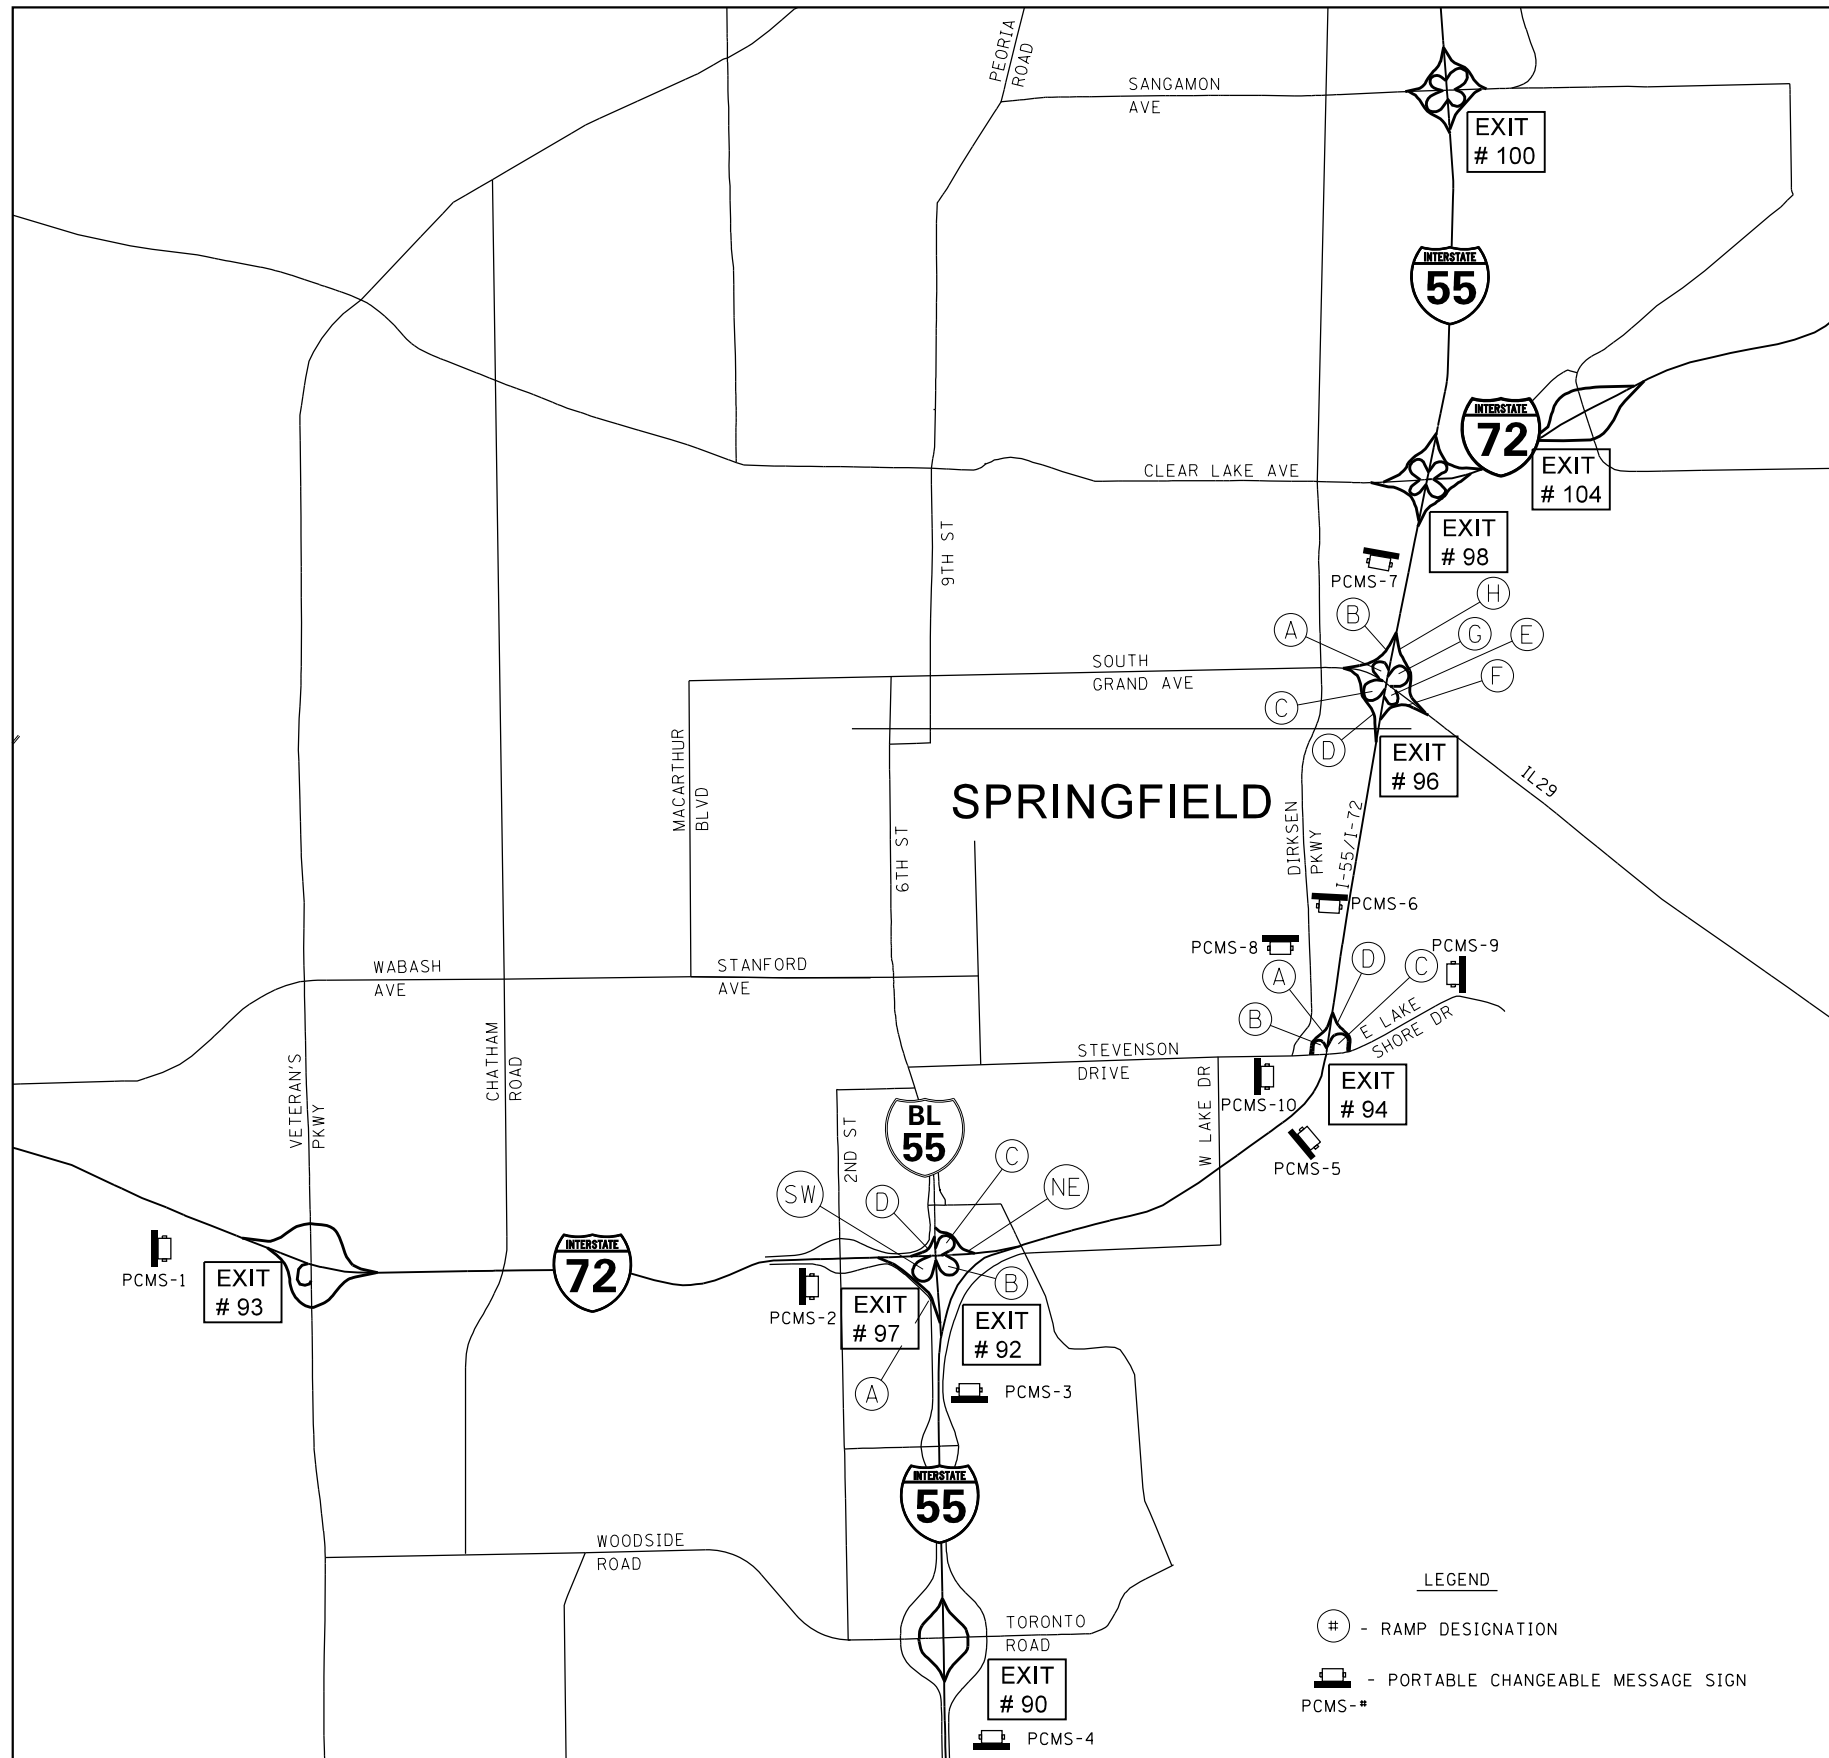 PEORIA
ROAD
SANGAMON
AVE
EXIT
# 100
INTERSTATE
55
INTERSTATE
72
EXIT
# 104
CLEAR LAKE AVE
EXIT
# 98
9TH ST
PCMS-7
H
B
A
G
E
F
C
D
SOUTH
GRAND AVE
EXIT
# 96
IL29
MACARTHUR
BLVD
SPRINGFIELD
6TH ST
DIRKSEN
PKWY
I-55/I-72
PCMS-6
PCMS-8
PCMS-9
D
C
A
B
E LAKE
SHORE DR
WABASH
AVE
STANFORD
AVE
CHATHAM
ROAD
VETERAN'S
PKWY
STEVENSON
DRIVE
EXIT
# 94
PCMS-10
W LAKE DR
PCMS-5
2ND ST
BL
55
C
SW
D
NE
B
PCMS-1
EXIT
# 93
INTERSTATE
72
PCMS-2
EXIT
# 97
EXIT
# 92
A
PCMS-3
INTERSTATE
55
WOODSIDE
ROAD
TORONTO
ROAD
EXIT
# 90
PCMS-4
LEGEND
# - RAMP DESIGNATION
- PORTABLE CHANGEABLE MESSAGE SIGN
PCMS-#